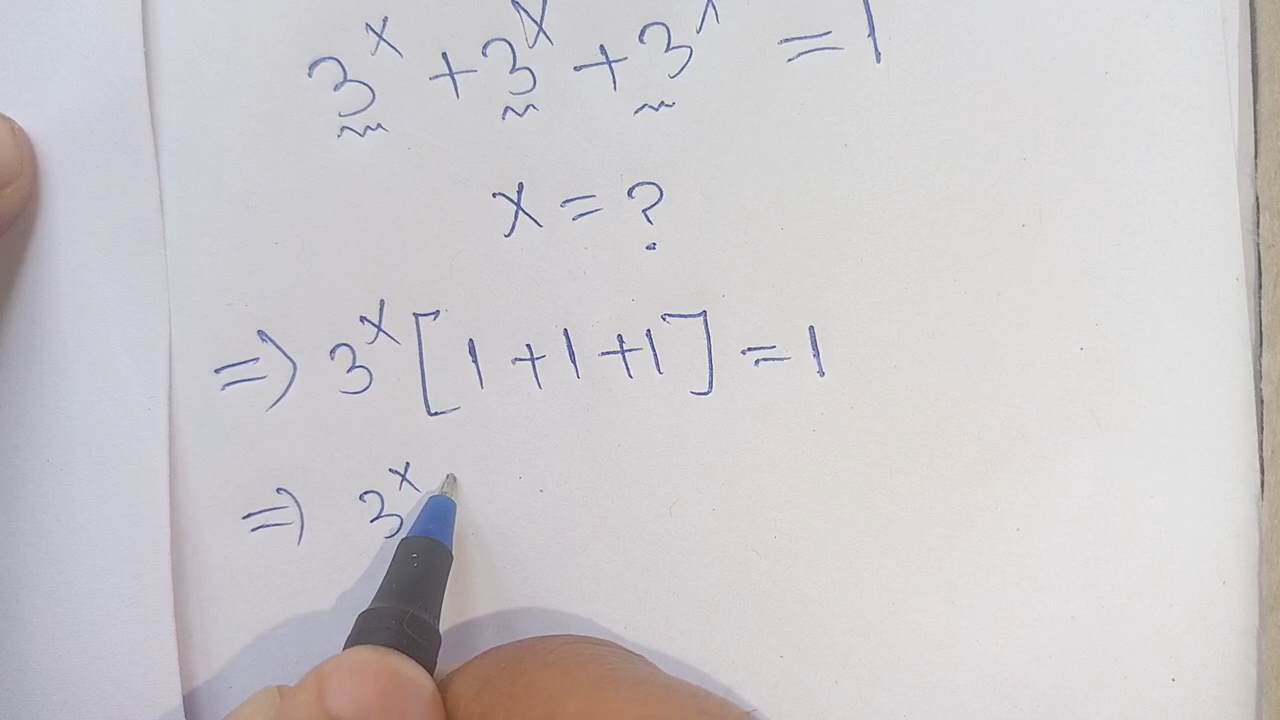 3^x + 3^x + 3^x = 1
x = ?
⇒ 3^x [1 + 1 + 1] = 1
⇒ 3^x